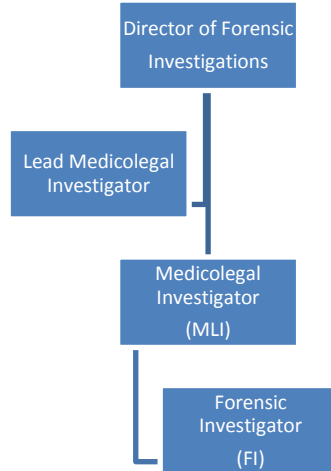 Director of Forensic
Investigations
Lead Medicolegal
Investigator
Medicolegal
Investigator
(MLI)
Forensic
Investigator
(FI)